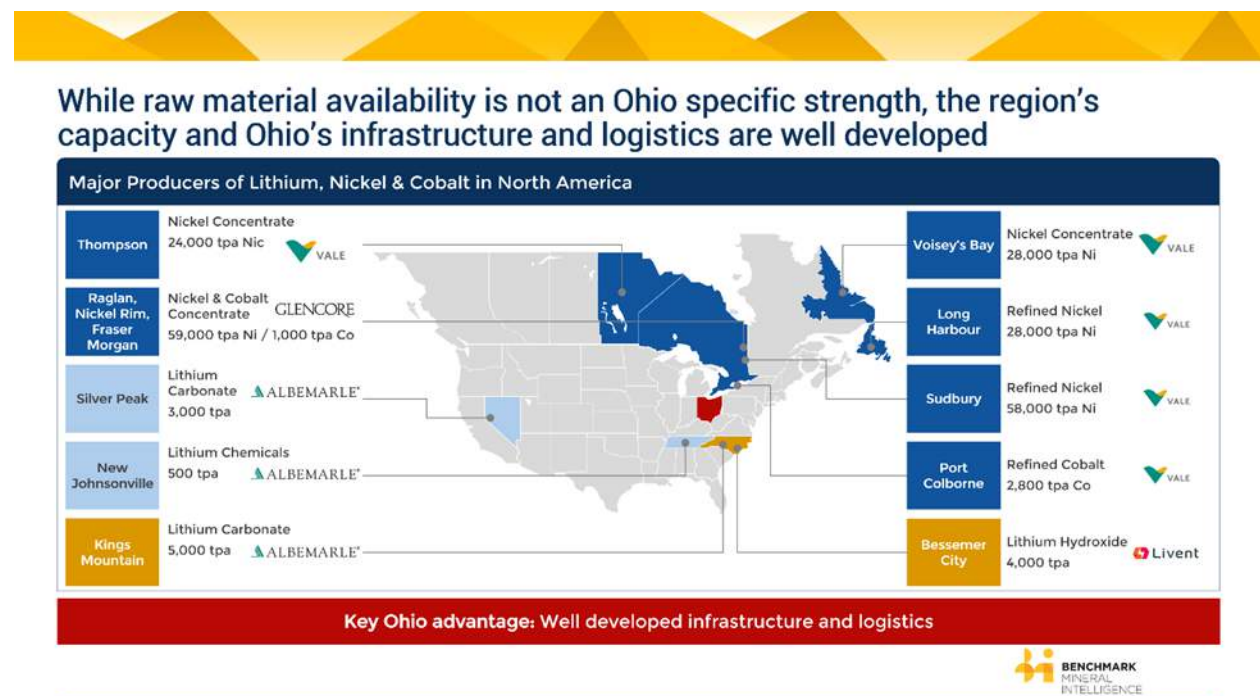 While raw material availability is not an Ohio specific strength, the region's
capacity and Ohio's infrastructure and logistics are well developed
Major Producers of Lithium, Nickel & Cobalt in North America
Thompson
Nickel Concentrate
24,000 tpa Nic
VALE
Raglan,
Nickel Rim,
Fraser
Morgan
Nickel & Cobalt
Concentrate
GLENCORE
59,000 tpa Ni / 1,000 tpa Co
Silver Peak
Lithium
Carbonate
ALBEMARLE
3,000 tpa
New
Johnsonville
Lithium Chemicals
500 tpa
ALBEMARLE
Kings
Mountain
Lithium Carbonate
5,000 tpa
ALBEMARLE
Voisey's Bay
Nickel Concentrate
28,000 tpa Ni
VALE
Long
Harbour
Refined Nickel
28,000 tpa Ni
VALE
Sudbury
Refined Nickel
58,000 tpa Ni
VALE
Port
Colborne
Refined Cobalt
2,800 tpa Co
VALE
Bessemer
City
Lithium Hydroxide
4,000 tpa
Livent
Key Ohio advantage: Well developed infrastructure and logistics
BENCHMARK
MINERAL
INTELLIGENCE